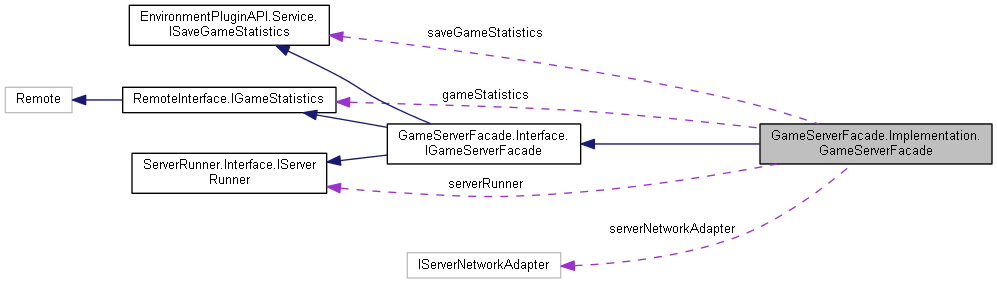 EnvironmentPluginAPI.Service.
ISaveGameStatistics
saveGameStatistics
Remote
RemoteInterface.IGameStatistics
gameStatistics
GameServerFacade.Interface.
IGameServerFacade
GameServerFacade.Implementation.
GameServerFacade
ServerRunner.Interface.IServer
Runner
serverRunner
serverNetworkAdapter
IServerNetworkAdapter